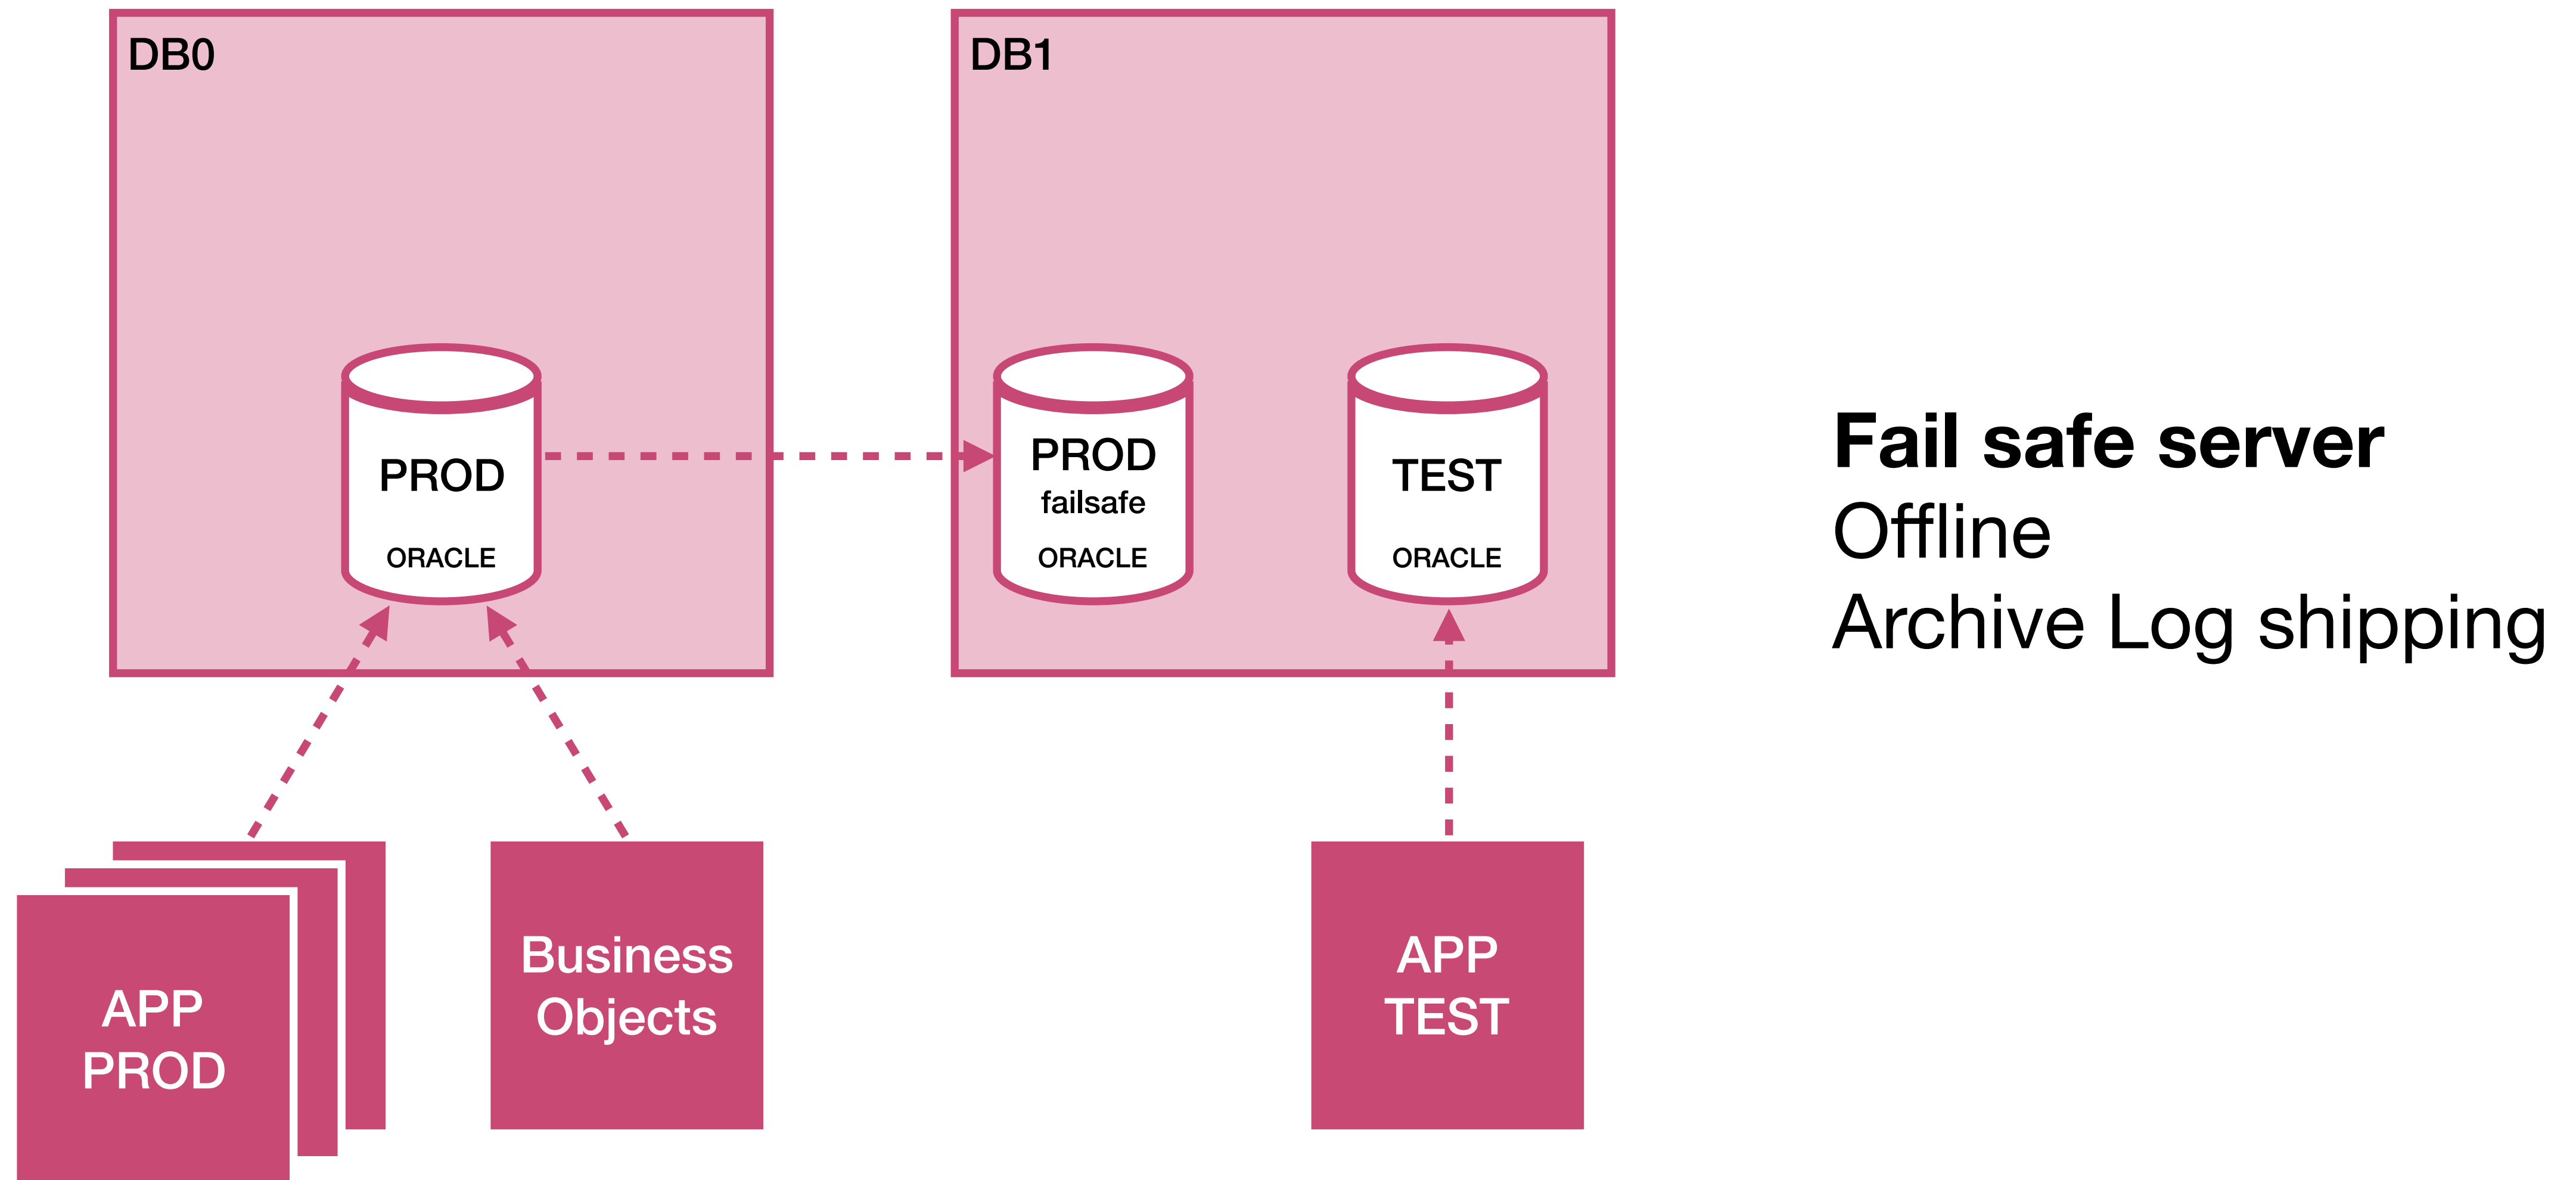 DB0
DB1
PROD
ORACLE
PROD
failsafe
ORACLE
TEST
ORACLE
Fail safe server
Offline
Archive Log shipping
APP
PROD
Business
Objects
APP
TEST